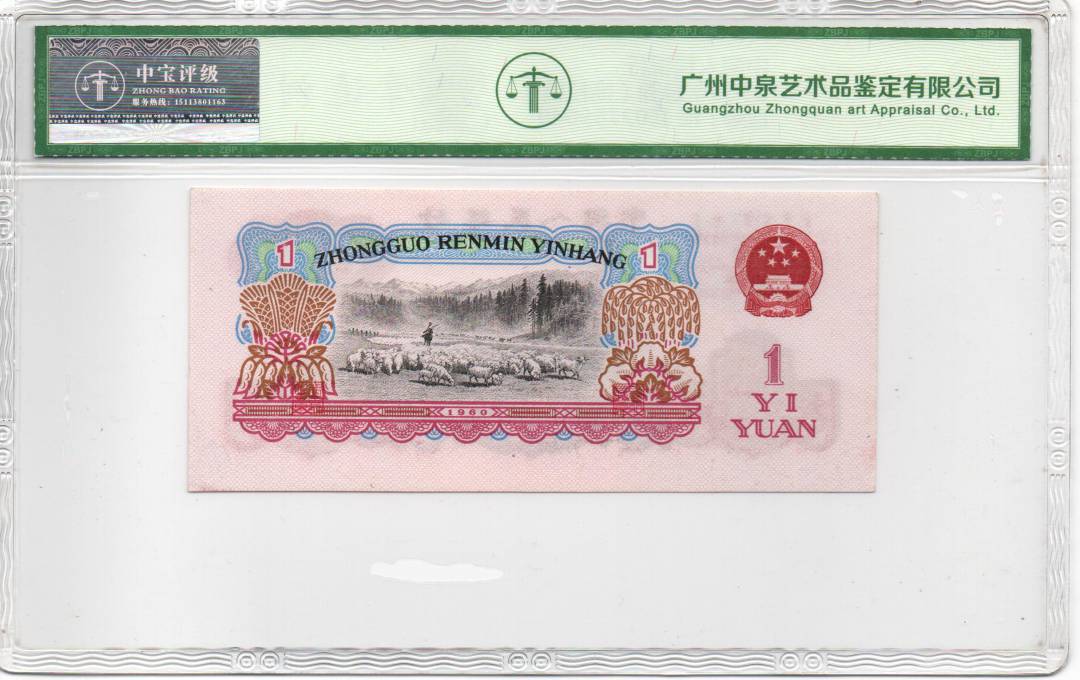 中宝评级
ZHONG BAO RATING
服务热线：15113801163
广州中泉艺术品鉴定有限公司
Guangzhou Zhongquan art Appraisal Co., Ltd.
ZHONGGUO RENMIN YINHANG
1
1
1960
1
YI
YUAN